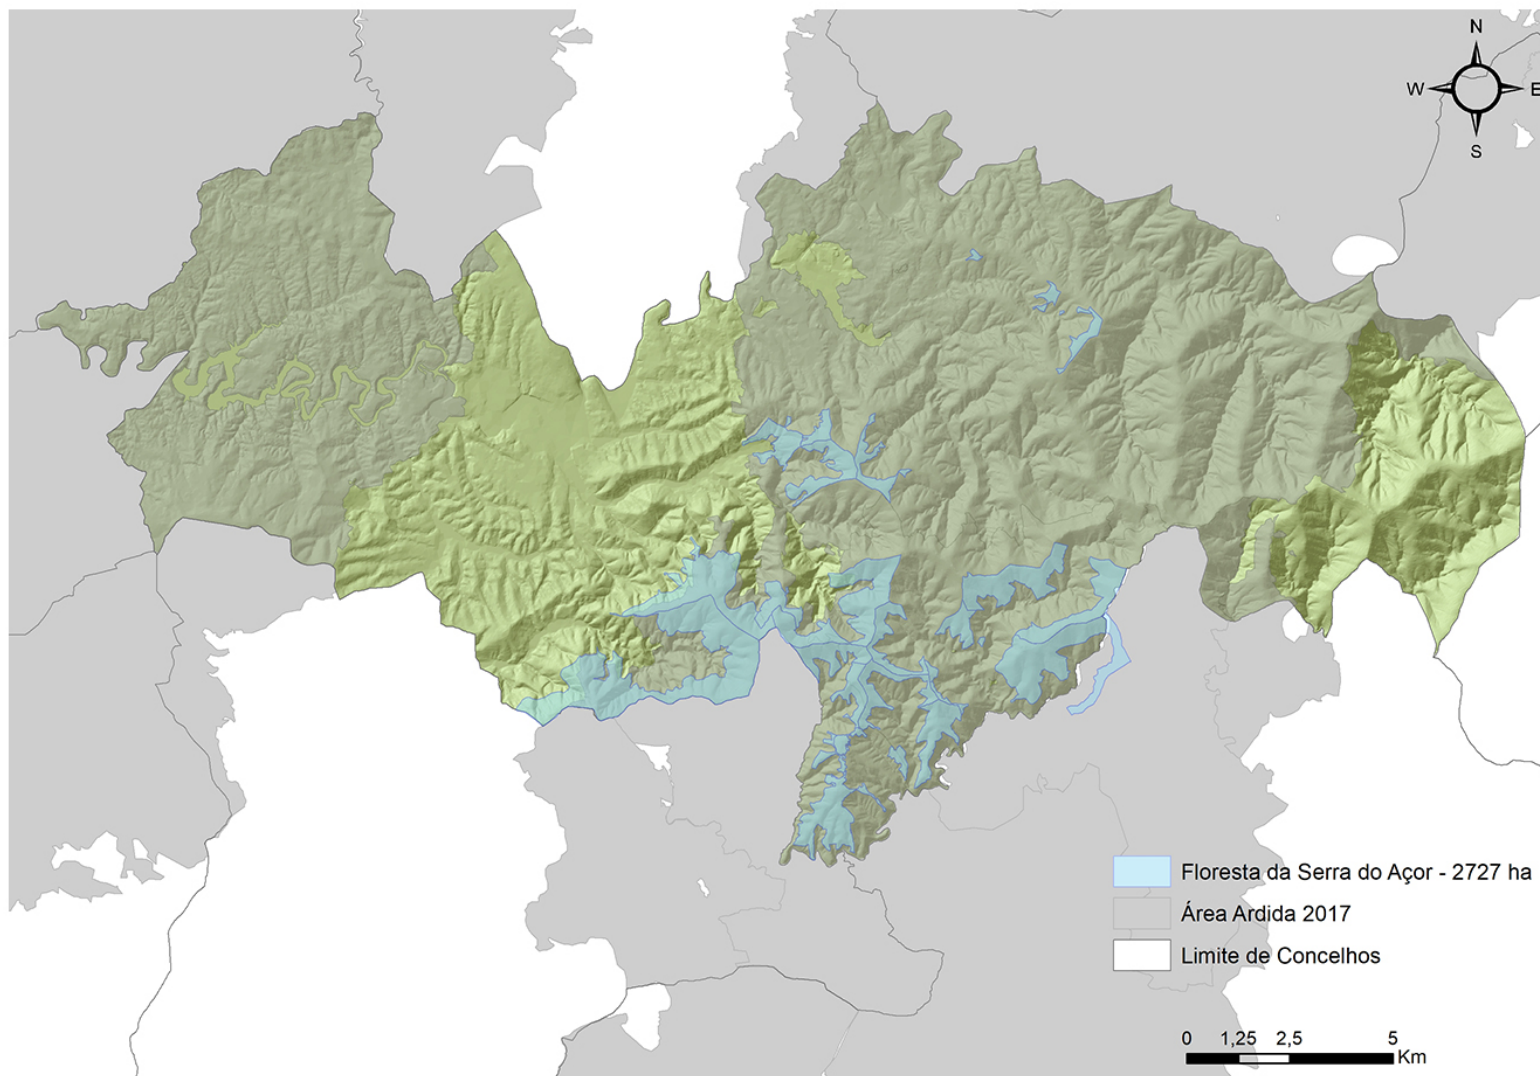 N
W E
S
Floresta da Serra do Açor - 2727 ha
Área Ardida 2017
Limite de Concelhos
0 1,25 2,5 5
Km